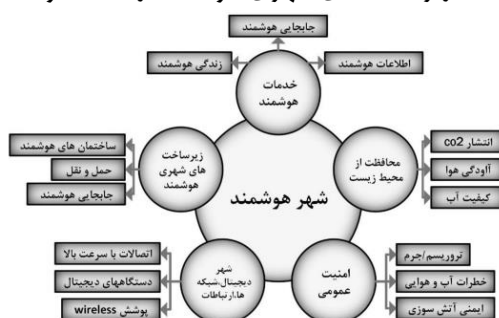 جابجایی هوشمند
زندگی هوشمند
اطلاعات هوشمند
خدمات
هوشمند
ساختمان های هوشمند
حمل و نقل
جابجایی هوشمند
زیرساخت
های شهری
هوشمند
محافظت از
محیط زیست
انتشار co2
آلودگی هوا
کیفیت آب
شهر هوشمند
اتصالات با سرعت بالا
دستگاههای دیجیتال
پوشش wireless
شهر
دیجیتال،شبکه
ها،ارتباطات
امنیت
عمومی
تروریسم/جرم
خطرات آب و هوایی
ایمنی آتش سوزی